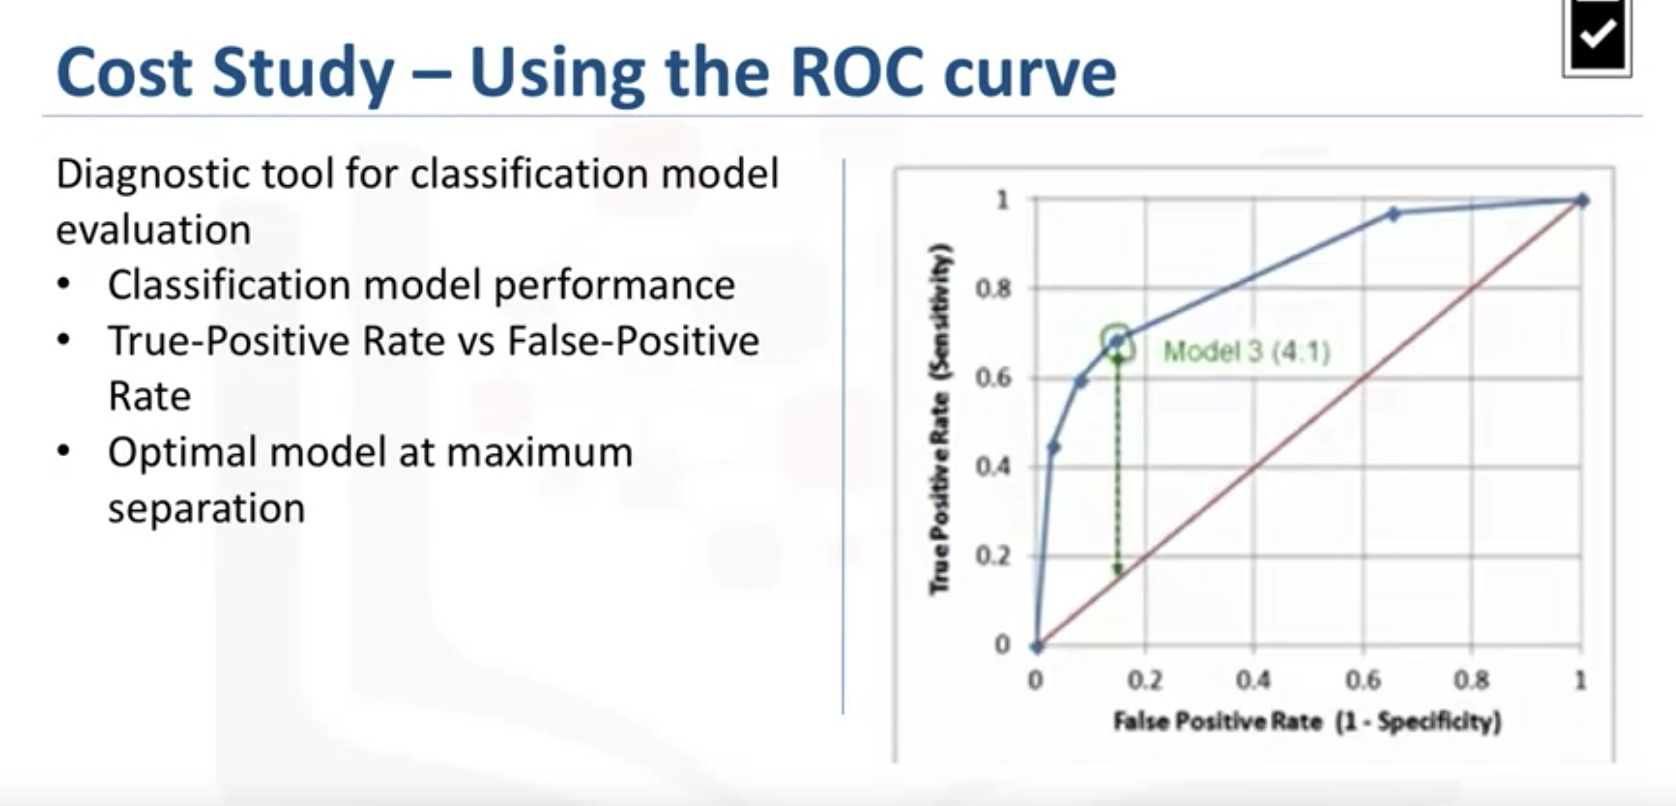 Cost Study – Using the ROC curve
Diagnostic tool for classification model
evaluation
• Classification model performance
• True-Positive Rate vs False-Positive
Rate
• Optimal model at maximum
separation
True Positive Rate (Sensitivity)
1
0.8
0.6
0.4
0.2
0
Model 3 (4:1)
0 0.2 0.4 0.6 0.8 1
False Positive Rate (1 - Specificity)